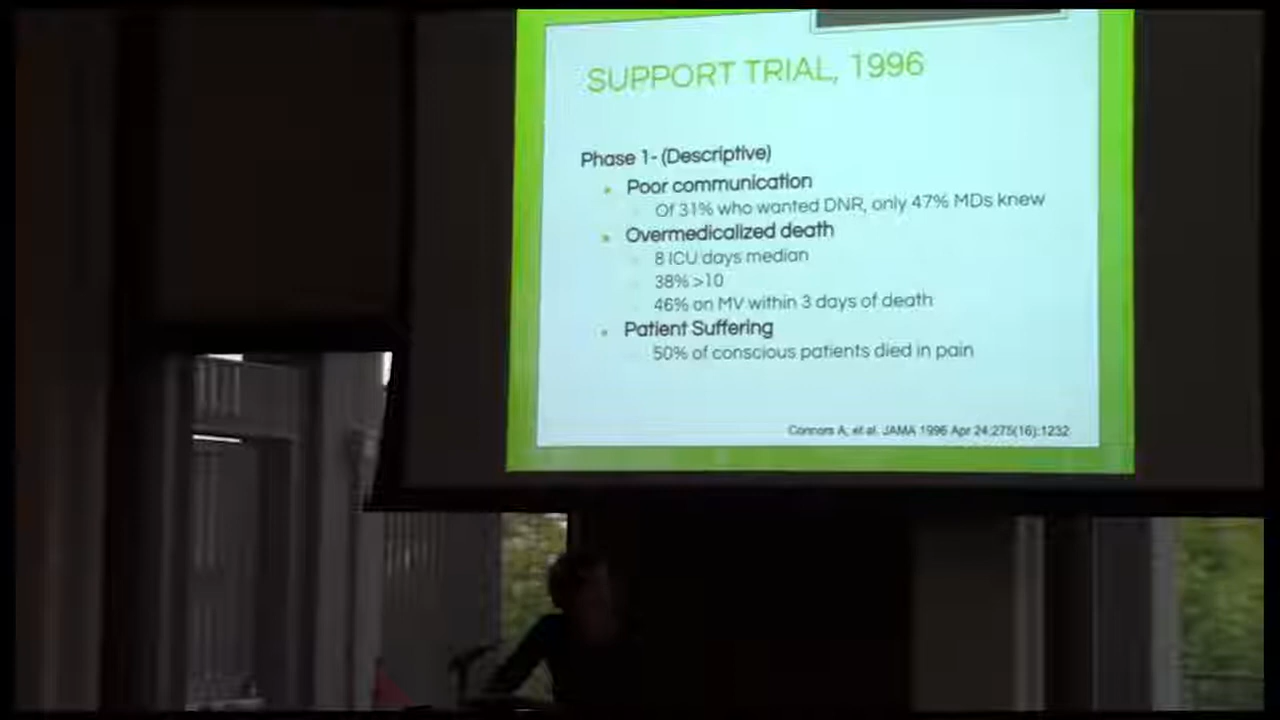 SUPPORT TRIAL, 1996
Phase 1- (Descriptive)
Poor communication
Of 31% who wanted DNR, only 47% MDs knew
Overmedicalized death
8 ICU days median
38% >10
46% on MV within 3 days of death
Patient Suffering
50% of conscious patients died in pain
Connors A, et al. JAMA 1996 Apr 24;275(16):1232